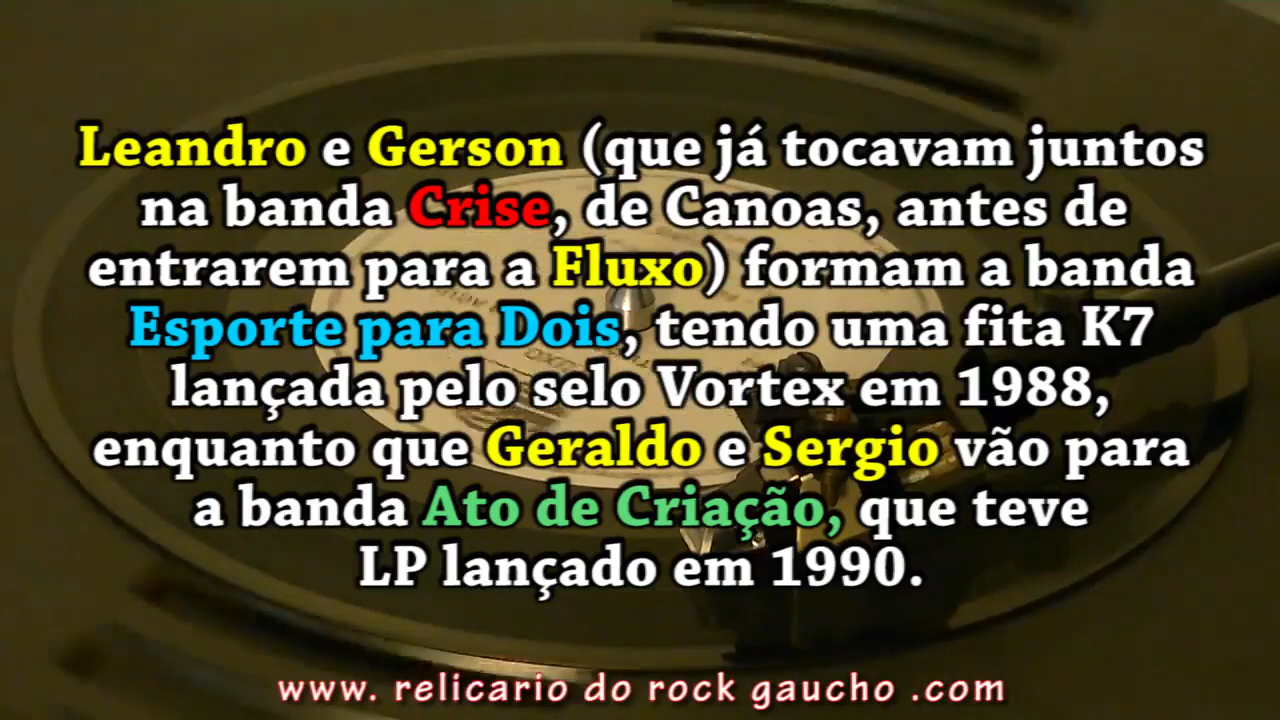 Leandro e Gerson (que já tocavam juntos
na banda Crise, de Canoas, antes de
entrarem para a Fluxo) formam a banda
Esporte para Dois, tendo uma fita K7
lançada pelo selo Vortex em 1988,
enquanto que Geraldo e Sergio vão para
a banda Ato de Criação, que teve
LP lançado em 1990.
www. relicario do rock gaucho .com